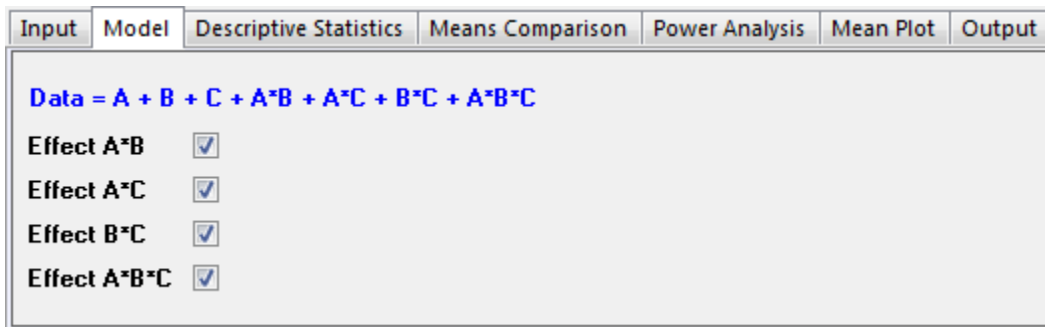 Input Model Descriptive Statistics Means Comparison Power Analysis Mean Plot Output
Data = A + B + C + A*B + A*C + B*C + A*B*C
Effect A*B
Effect A*C
Effect B*C
Effect A*B*C